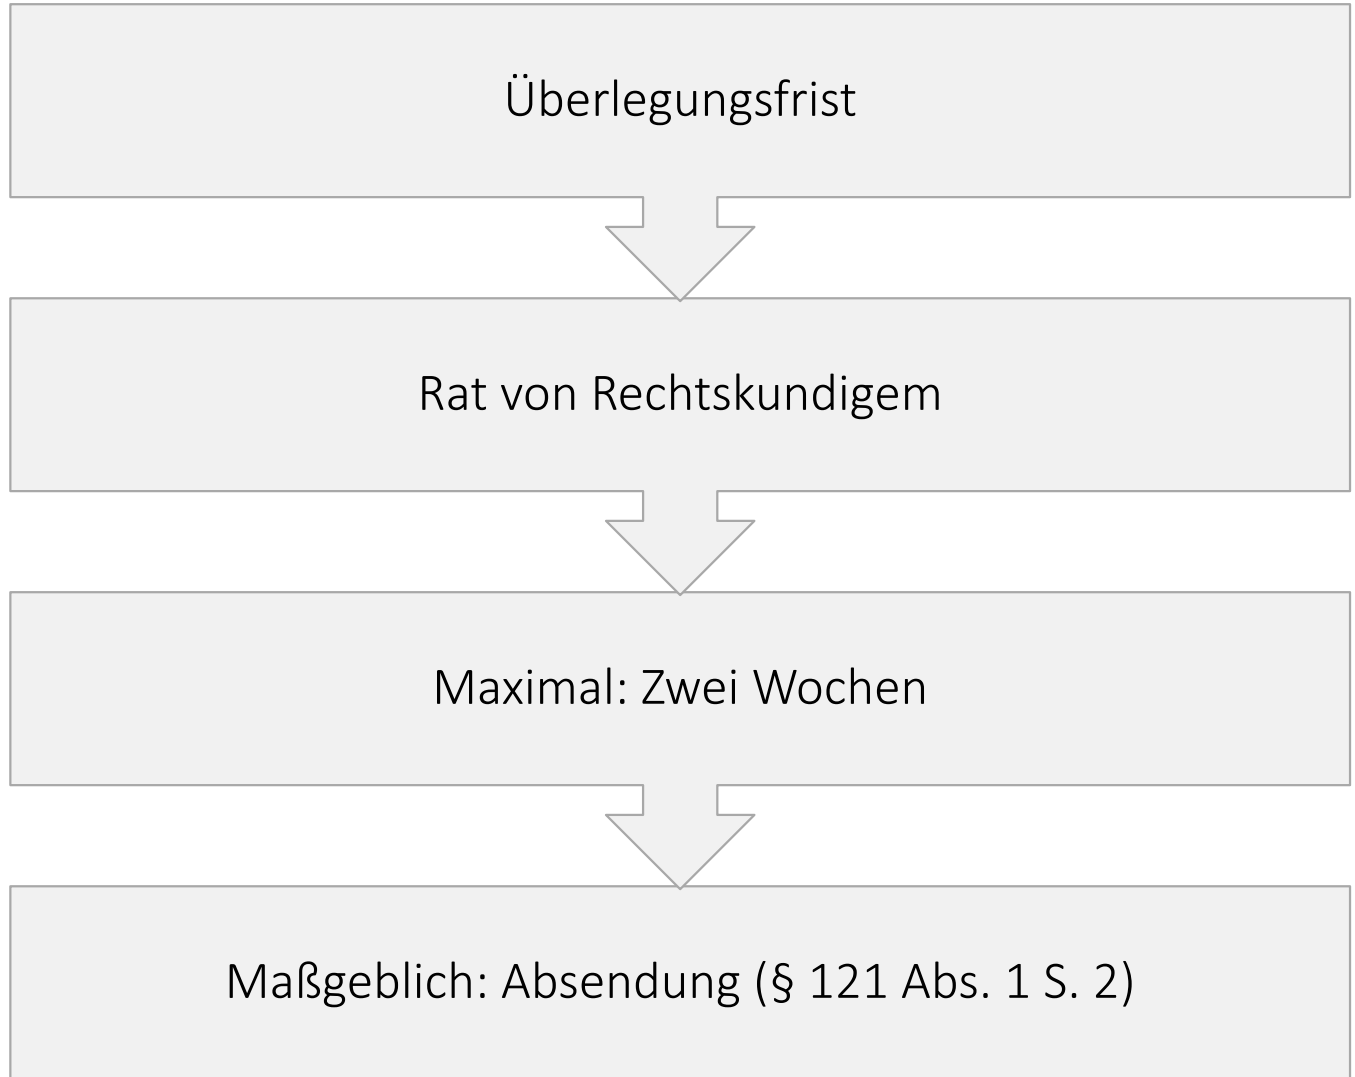 Überlegungsfrist
Rat von Rechtskundigem
Maximal: Zwei Wochen
Maßgeblich: Absendung (§ 121 Abs. 1 S. 2)